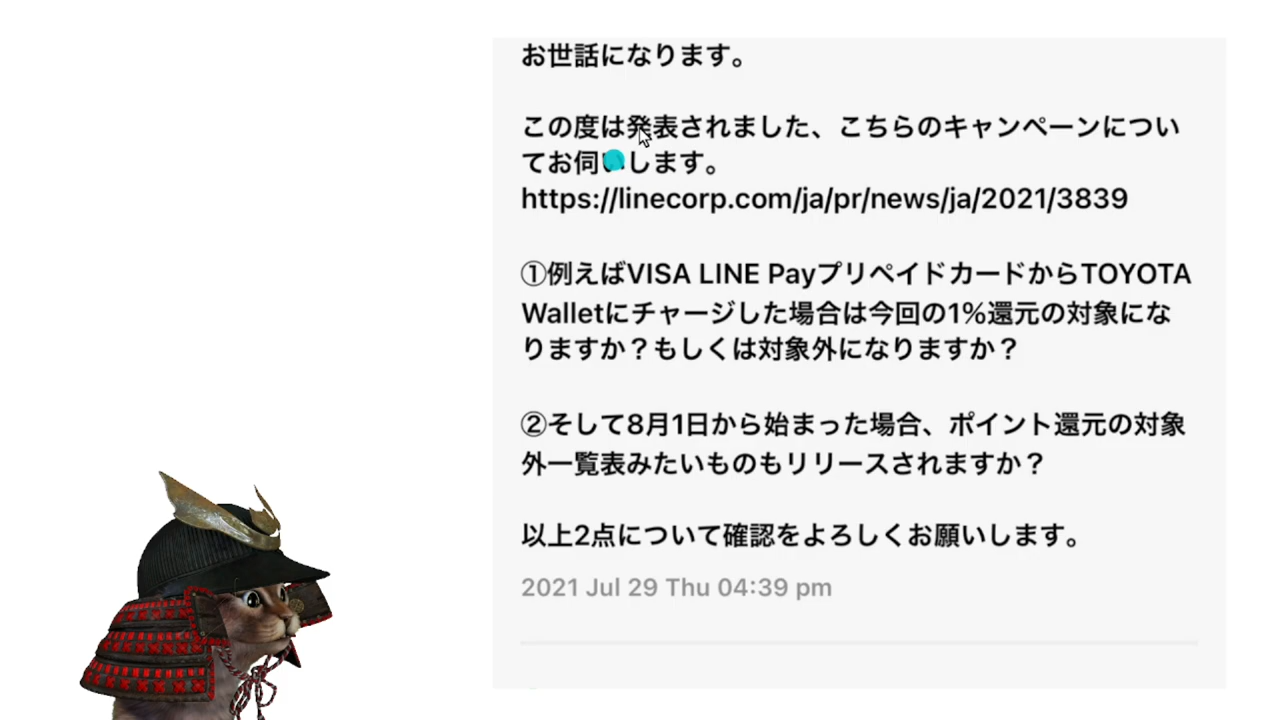 お世話になります。
この度は発表されました、こちらのキャンペーンについ
てお伺いします。
https://linecorp.com/ja/pr/news/ja/2021/3839
①例えばVISA LINE PayプリペイドカードからTOYOTA
Walletにチャージした場合は今回の1%還元の対象にな
りますか？もしくは対象外になりますか？
②そして8月1日から始まった場合、ポイント還元の対象
外一覧表みたいものもリリースされますか？
以上2点について確認をよろしくお願いします。
2021 Jul 29 Thu 04:39 pm